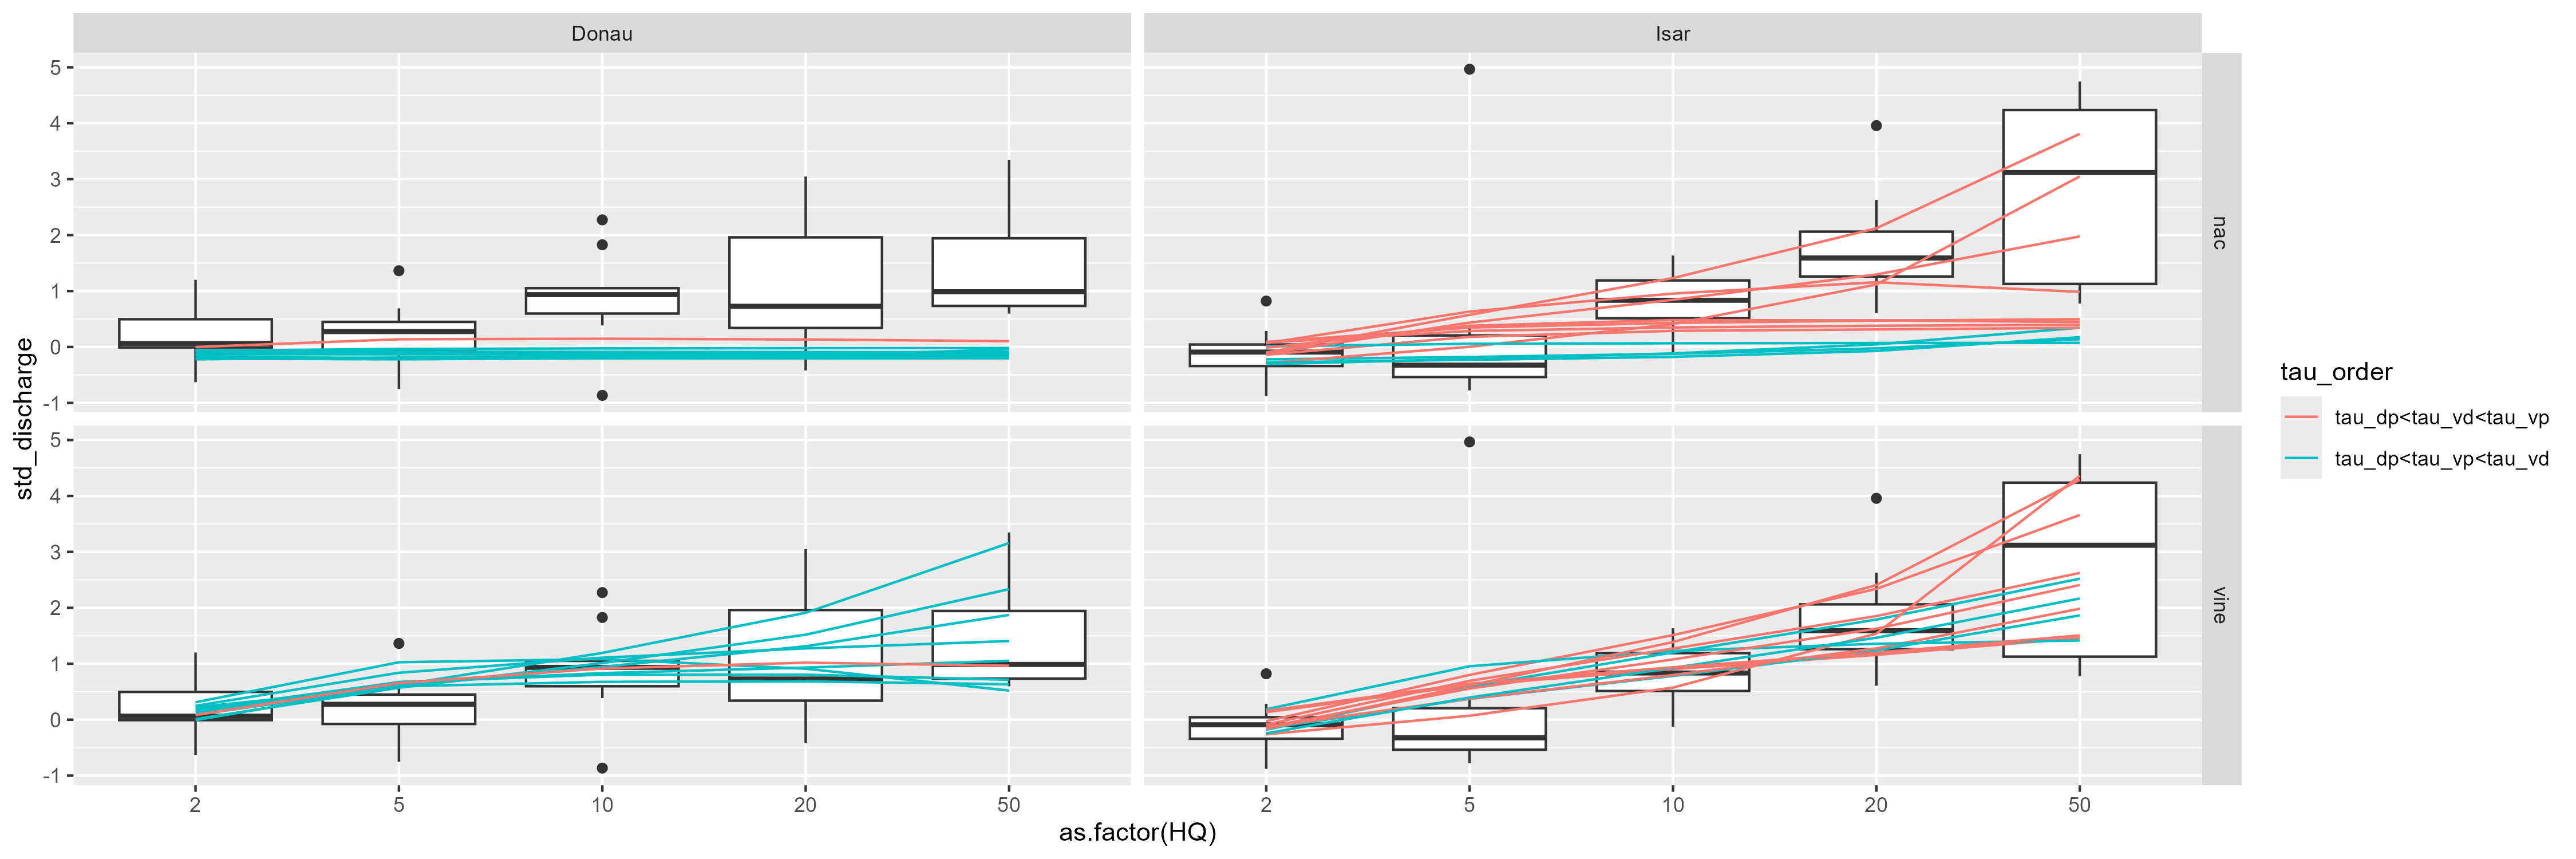 Donau
Isar
5
4
3
2
1
0
-1
nac
5
4
3
2
1
0
-1
vine
std_discharge
2
5
10
20
50
2
5
10
20
50
as.factor(HQ)
tau_order
tau_dp<tau_vd<tau_vp
tau_dp<tau_vp<tau_vd